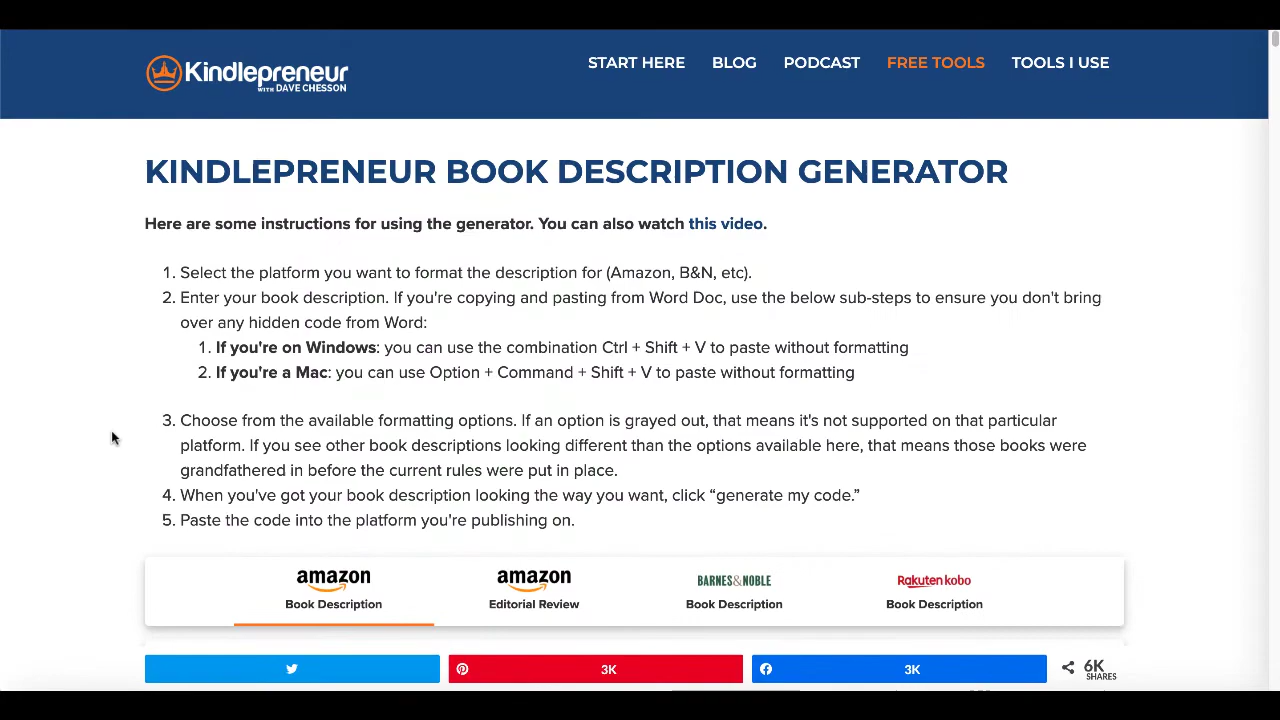 Kindlepreneur
WITH DAVE CHESSON
START HERE BLOG PODCAST FREE TOOLS TOOLS I USE
KINDLEPRENEUR BOOK DESCRIPTION GENERATOR
Here are some instructions for using the generator. You can also watch this video.
1. Select the platform you want to format the description for (Amazon, B&N, etc).
2. Enter your book description. If you're copying and pasting from Word Doc, use the below sub-steps to ensure you don't bring
over any hidden code from Word:
1. If you're on Windows: you can use the combination Ctrl + Shift + V to paste without formatting
2. If you're a Mac: you can use Option + Command + Shift + V to paste without formatting
3. Choose from the available formatting options. If an option is grayed out, that means it's not supported on that particular
platform. If you see other book descriptions looking different than the options available here, that means those books were
grandfathered in before the current rules were put in place.
4. When you've got your book description looking the way you want, click “generate my code.”
5. Paste the code into the platform you're publishing on.
amazon amazon BARNES&NOBLE Rakuten kobo
Book Description Editorial Review Book Description Book Description
3K 3K 6K
SHARES